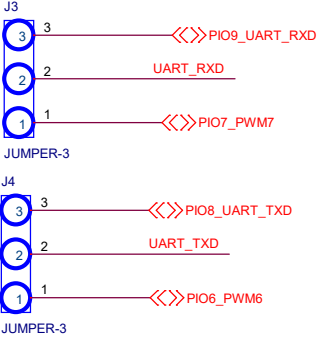 J3
3 3 PIO9_UART_RXD
2 2 UART_RXD
1 1 PIO7_PWM7
JUMPER-3
J4
3 3 PIO8_UART_TXD
2 2 UART_TXD
1 1 PIO6_PWM6
JUMPER-3